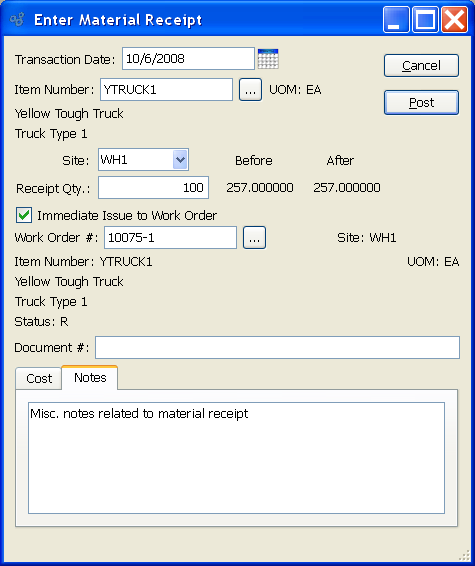 Enter Material Receipt
Transaction Date: 10/6/2008
Cancel
Item Number: YTRUCK1 ... UOM: EA
Post
Yellow Tough Truck
Truck Type 1
Site: WH1 Before After
Receipt Qty.: 100 257.000000 257.000000
Immediate Issue to Work Order
Work Order #: 10075-1 ... Site: WH1
Item Number: YTRUCK1 UOM: EA
Yellow Tough Truck
Truck Type 1
Status: R
Document #:
Cost Notes
Misc. notes related to material receipt